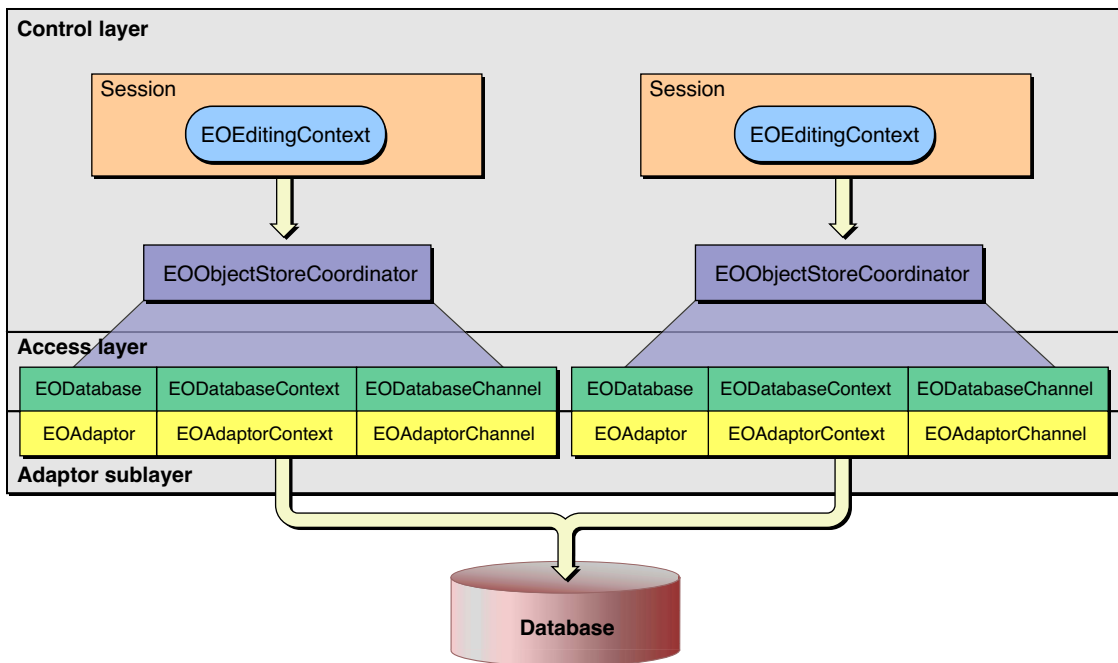 Control layer
Session
EOEditingContext
Session
EOEditingContext
EOObjectStoreCoordinator
EOObjectStoreCoordinator
Access layer
EODatabase EODatabaseContext EODatabaseChannel
EODatabase EODatabaseContext EODatabaseChannel
EOAdaptor EOAdaptorContext EOAdaptorChannel
EOAdaptor EOAdaptorContext EOAdaptorChannel
Adaptor sublayer
Database